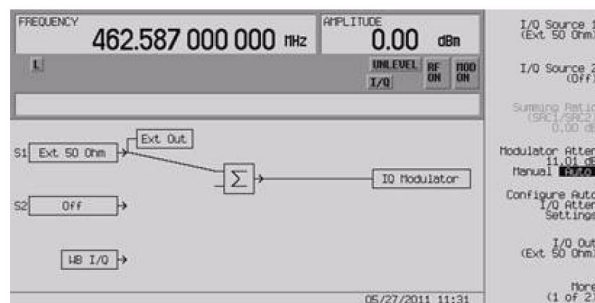 FREQUENCY
462.587 000 000 MHz
AMPLITUDE
0.00 dBm
L
UNLEVEL
I/Q
RF ON
MOD ON
S1 Ext 50 Ohm
Ext Out
Σ
IQ Modulator
S2 Off
WB I/Q
05/27/2011 11:31
I/Q Source 1
(Ext 50 Ohm)
I/Q Source 2
(Off)
Summing Ratio
(SRC1/SRC2)
0.00 dB
Modulator Atten
11.01 dB
Manual Auto
Configure Auto
I/Q Atten
Settings
I/Q Out
(Ext 50 Ohm)
More
(1 of 2)